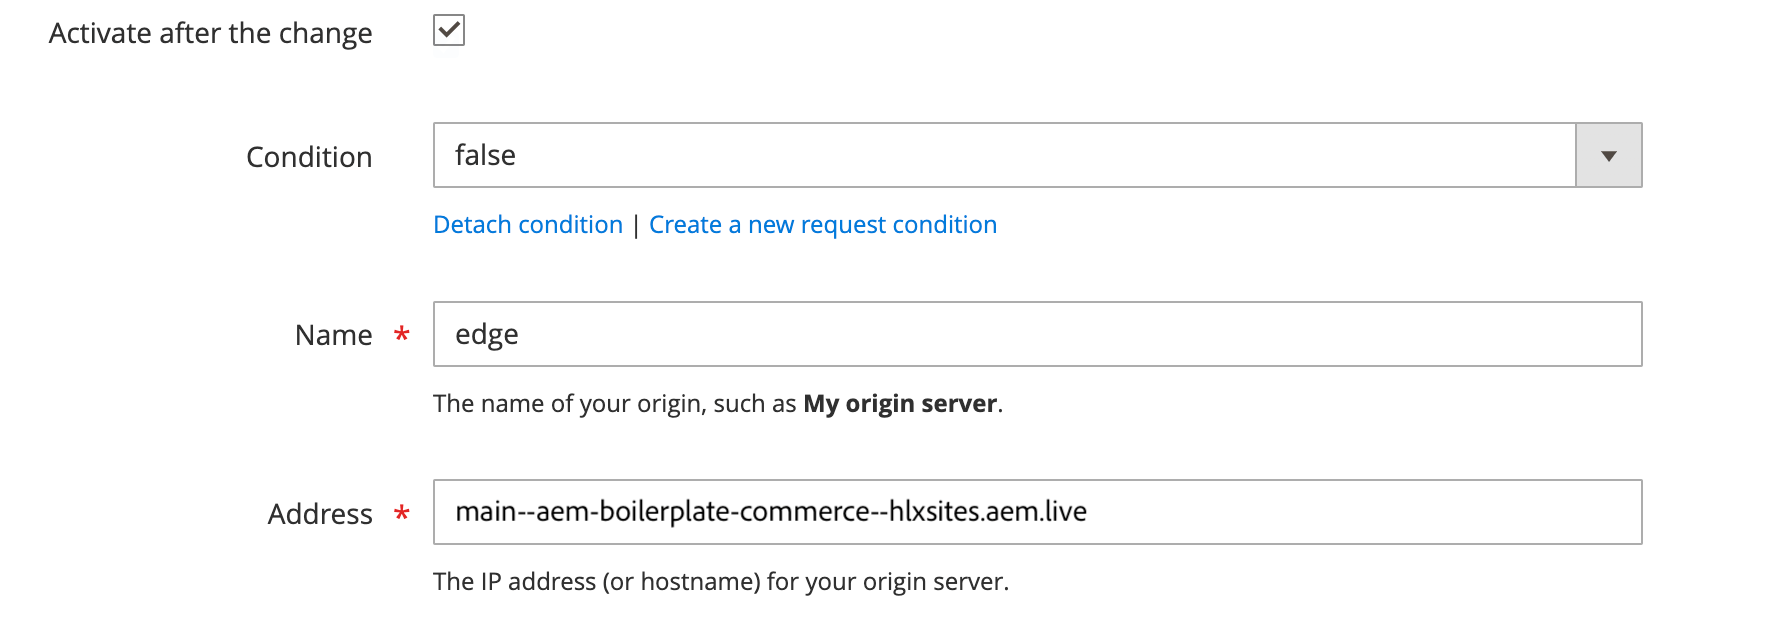 Activate after the change
Condition
false
Detach condition | Create a new request condition
Name *
edge
The name of your origin, such as My origin server.
Address *
main--aem-boilerplate-commerce--hlxsites.aem.live
The IP address (or hostname) for your origin server.